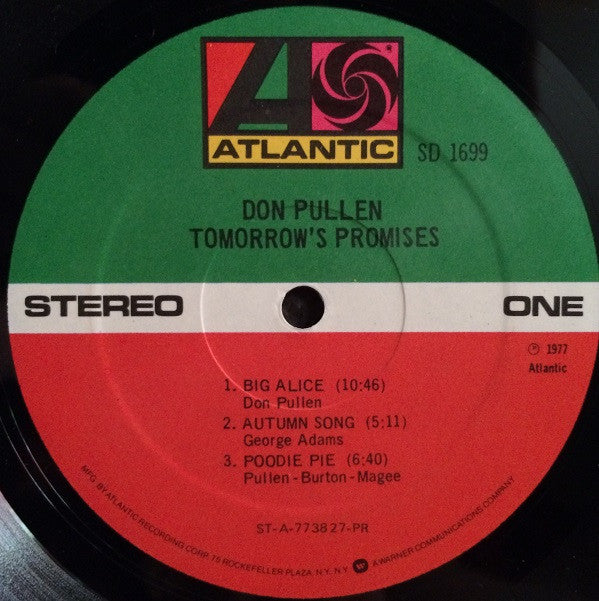 ATLANTIC
SD 1699
DON PULLEN
TOMORROW'S PROMISES
STEREO
ONE
℗ 1977
Atlantic
1. BIG ALICE (10:46)
Don Pullen
2. AUTUMN SONG (5:11)
George Adams
3. POODIE PIE (6:40)
Pullen-Burton-Magee
ST-A-773827-PR
MFG. BY ATLANTIC RECORDING CORP. 75 ROCKEFELLER PLAZA, N.Y., N.Y. A WARNER COMMUNICATIONS COMPANY